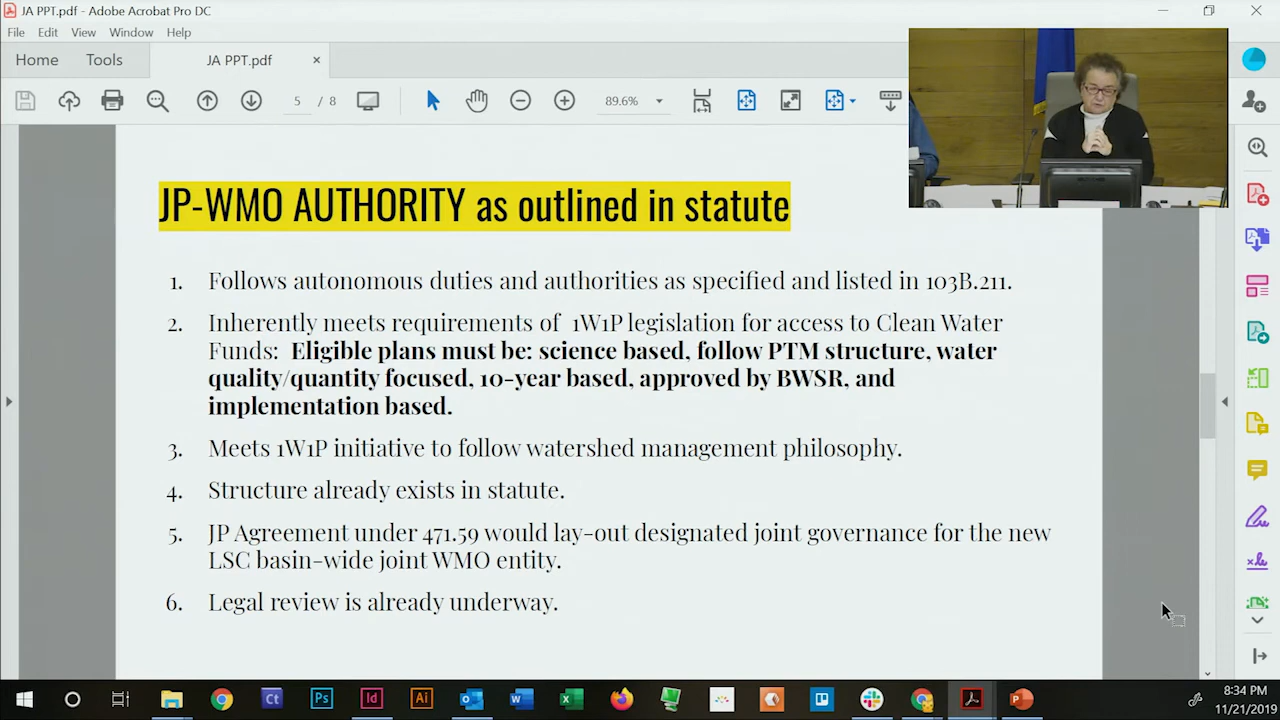 JA PPT.pdf - Adobe Acrobat Pro DC
File Edit View Window Help
Home Tools JA PPT.pdf ×
5 / 8 89.6%
JP-WMO AUTHORITY as outlined in statute
1. Follows autonomous duties and authorities as specified and listed in 103B.211.
2. Inherently meets requirements of 1W1P legislation for access to Clean Water
Funds: Eligible plans must be: science based, follow PTM structure, water
quality/quantity focused, 10-year based, approved by BWSR, and
implementation based.
3. Meets 1W1P initiative to follow watershed management philosophy.
4. Structure already exists in statute.
5. JP Agreement under 471.59 would lay-out designated joint governance for the new
LSC basin-wide joint WMO entity.
6. Legal review is already underway.
Ct Ps Id Ai
8:34 PM
11/21/2019